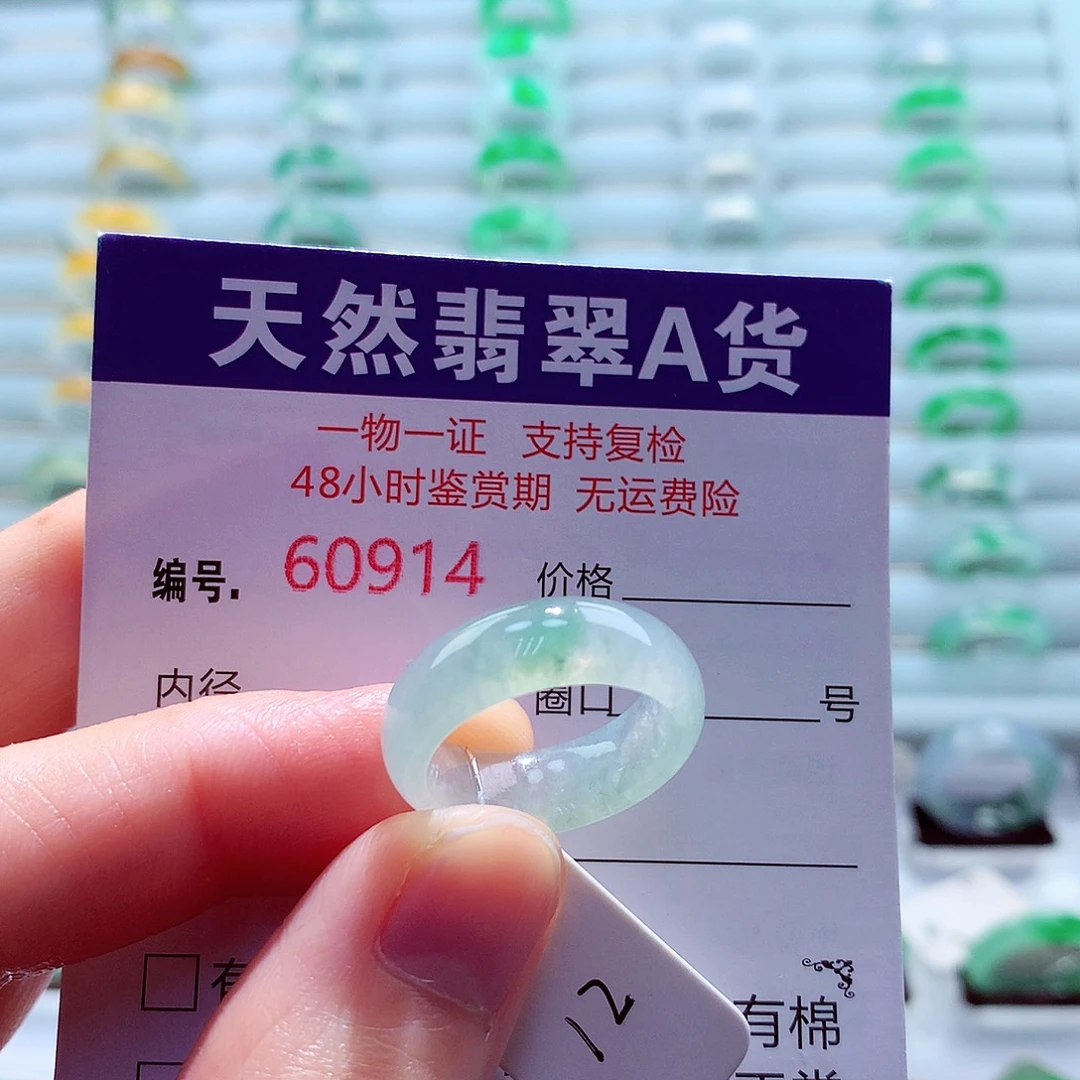 天然翡翠A货
一物一证 支持复检
48小时鉴赏期 无运费险
编号. 60914 价格
内径 圈口 号
有 有棉
12